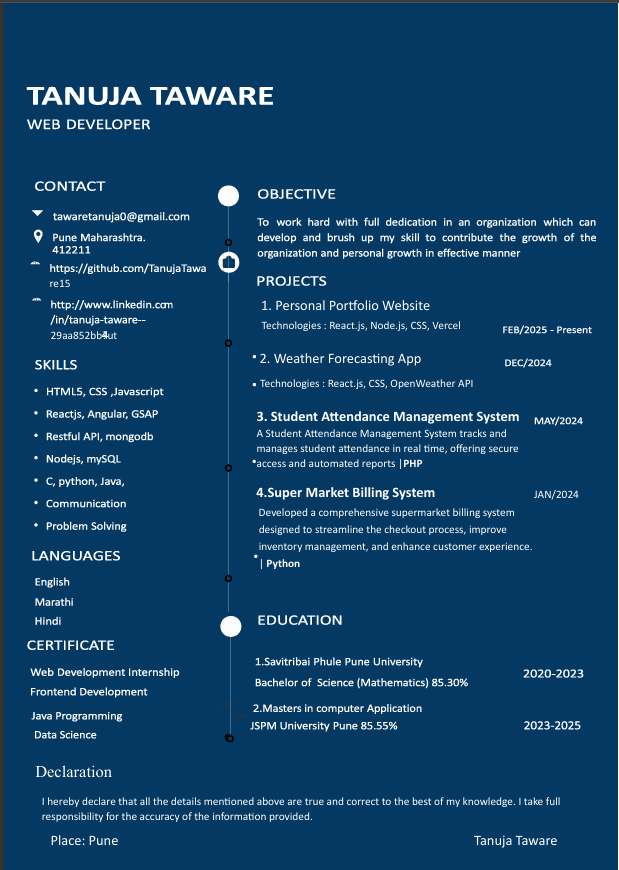 TANUJA TAWARE
WEB DEVELOPER
CONTACT
tawaretanuja0@gmail.com
Pune Maharashtra.
412211
https://github.com/TanujaTawa
re15
http://www.linkedin.com
/in/tanuja-taware--
SKILLS
• HTML5, CSS ,Javascript
• Reactjs, Angular, GSAP
• Restful API, mongodb
• Nodejs, mySQL
• C, python, Java,
• Communication
• Problem Solving
LANGUAGES
English
Marathi
Hindi
CERTIFICATE
Web Development Internship
Frontend Development
Java Programming
Data Science
OBJECTIVE
To work hard with full dedication in an organization which can
develop and brush up my skill to contribute the growth of the
organization and personal growth in effective manner
PROJECTS
1. Personal Portfolio Website
Technologies : React.js, Node.js, CSS, Vercel
FEB/2025 - Present
• 2. Weather Forecasting App
DEC/2024
• Technologies : React.js, CSS, OpenWeather API
3. Student Attendance Management System
MAY/2024
A Student Attendance Management System tracks and
manages student attendance in real time, offering secure
• access and automated reports |PHP
4.Super Market Billing System
JAN/2024
Developed a comprehensive supermarket billing system
designed to streamline the checkout process, improve
inventory management, and enhance customer experience.
• | Python
EDUCATION
1.Savitribai Phule Pune University
Bachelor of Science (Mathematics) 85.30%
2020-2023
2.Masters in computer Application
JSPM University Pune 85.55%
2023-2025
Declaration
I hereby declare that all the details mentioned above are true and correct to the best of my knowledge. I take full
responsibility for the accuracy of the information provided.
Place: Pune
Tanuja Taware